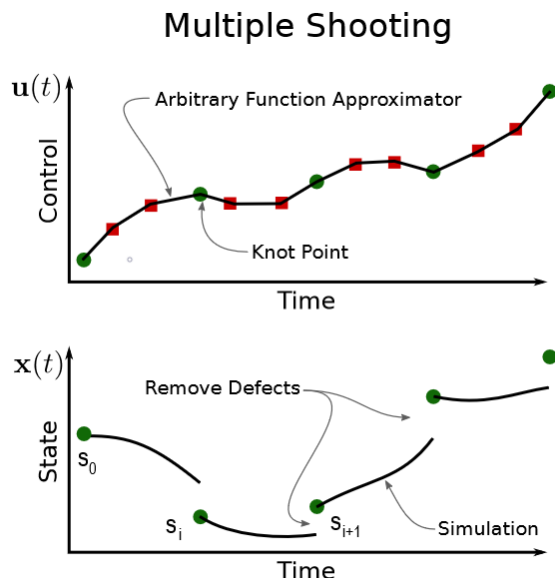 Multiple Shooting
u(t)
Arbitrary Function Approximator
Control
Knot Point
Time
x(t)
Remove Defects
State
s₀
sᵢ
sᵢ₊₁
Simulation
Time